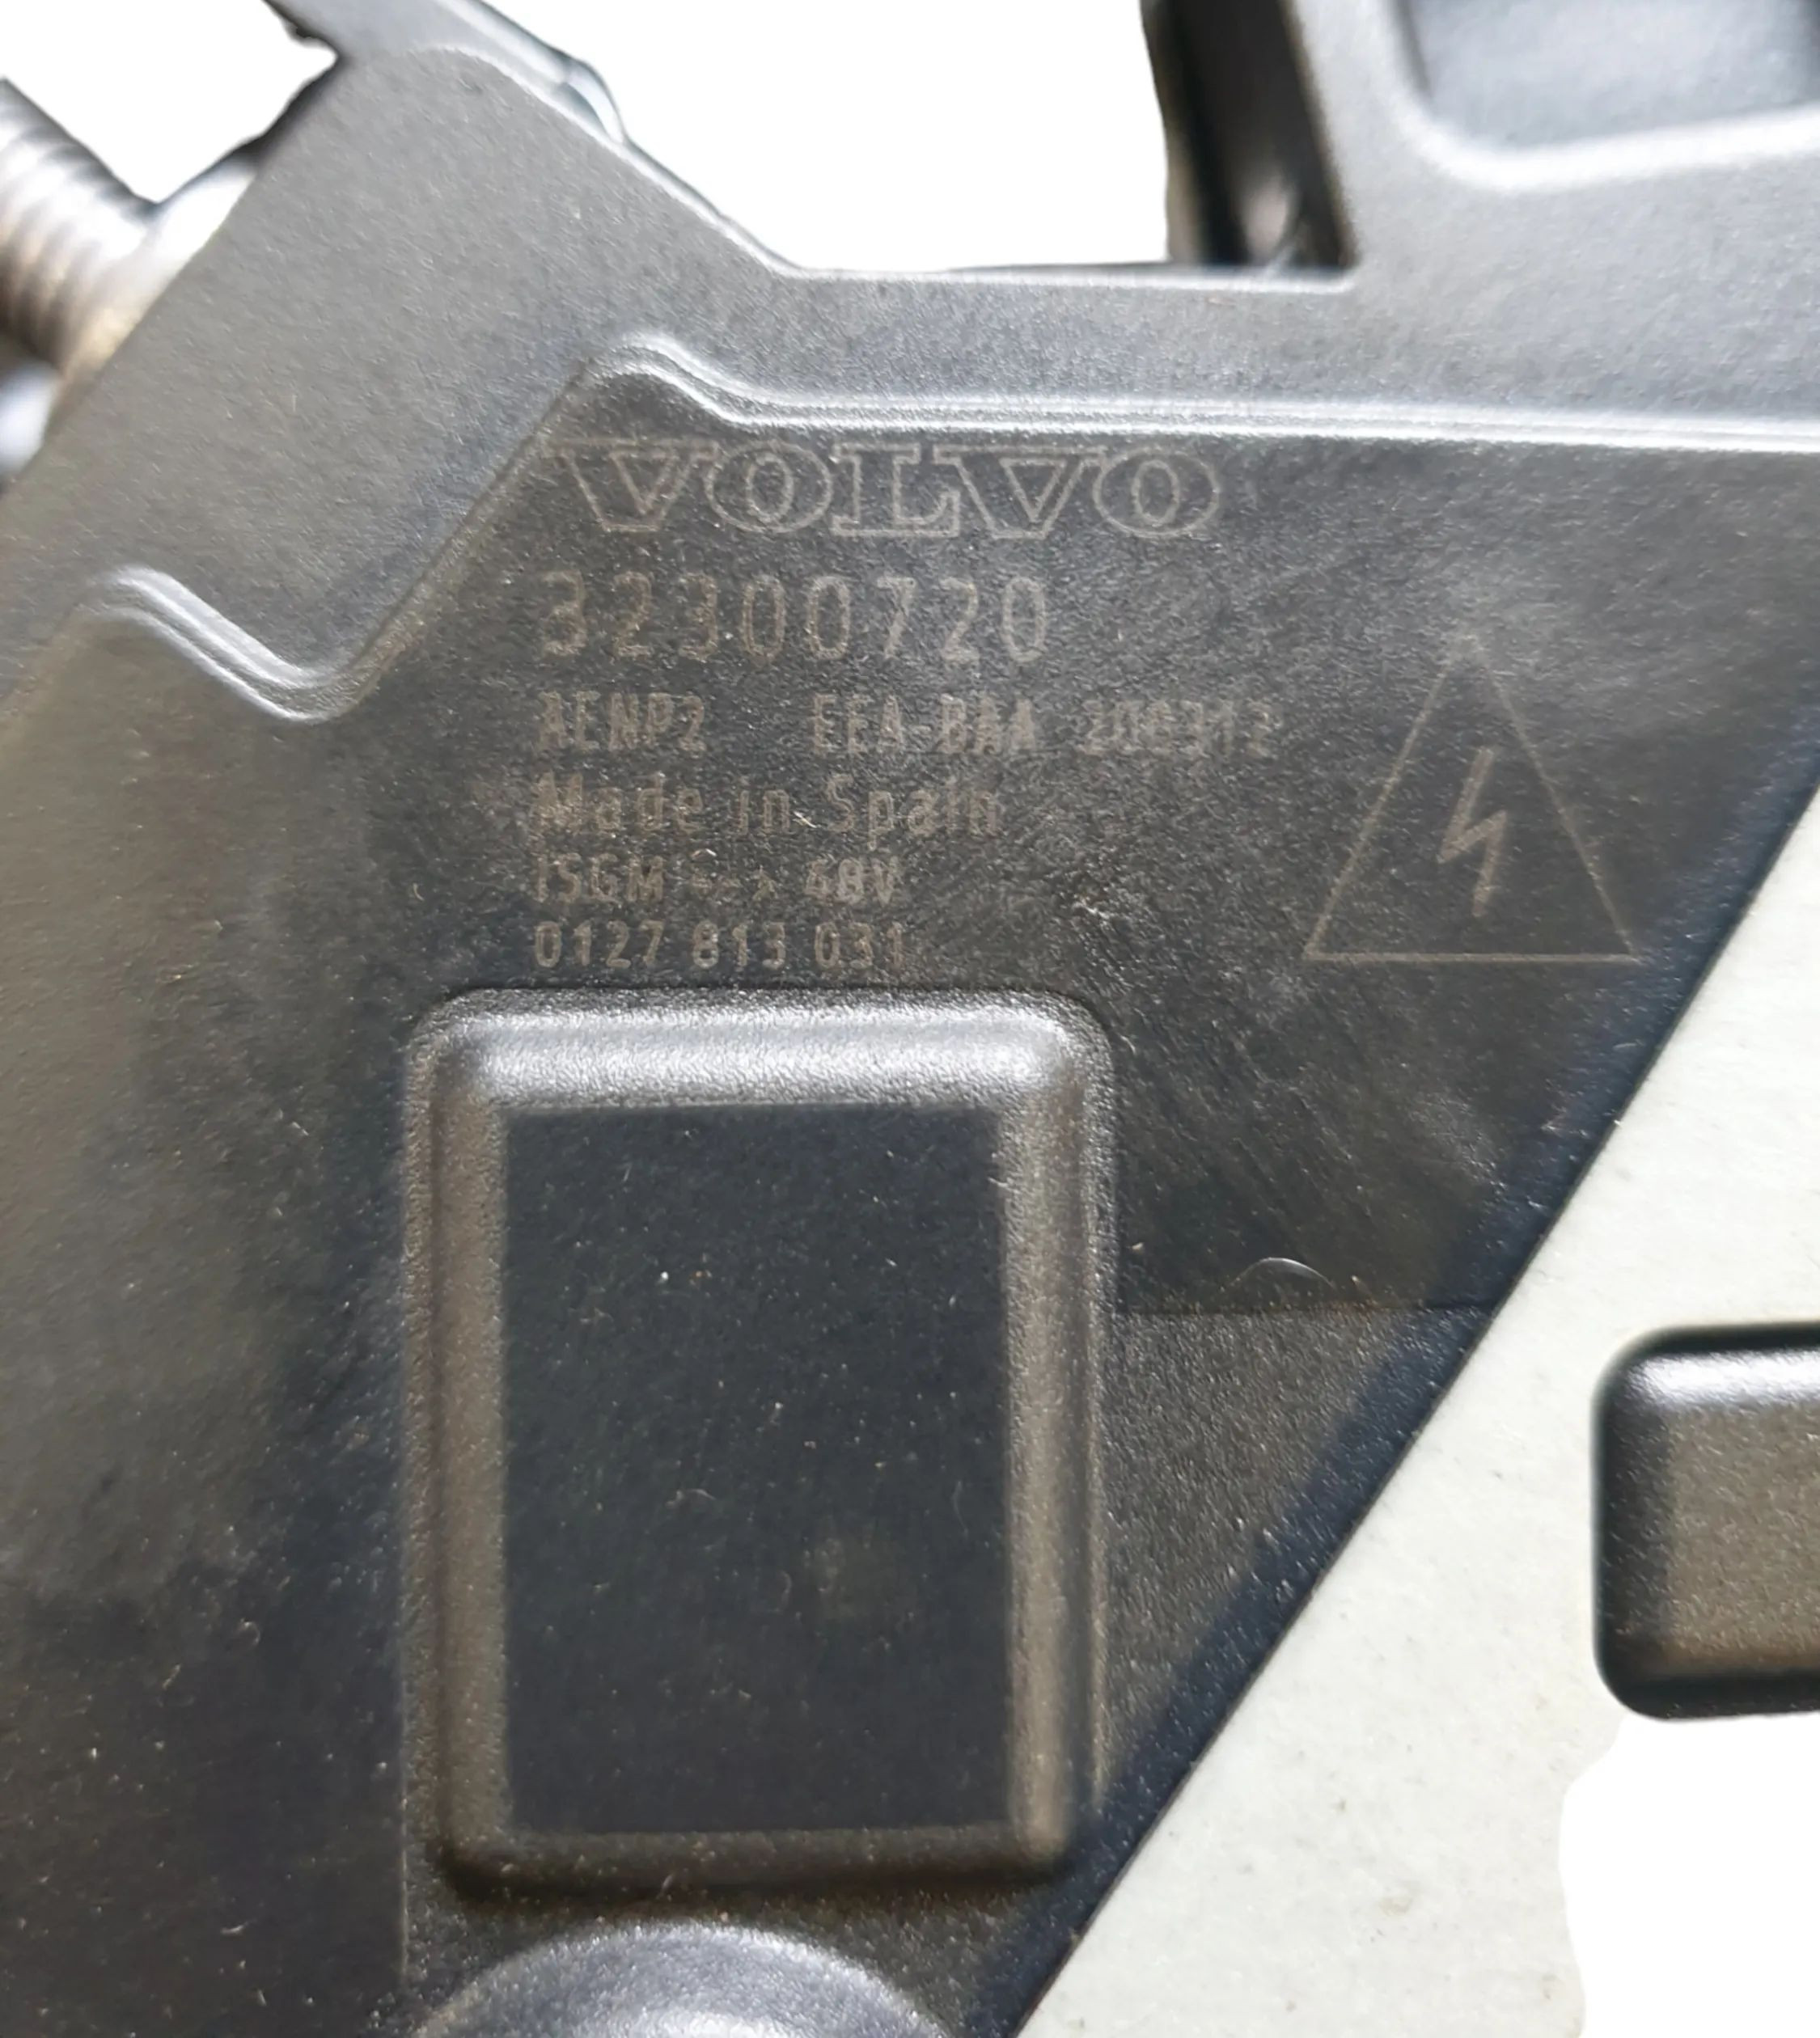 VOLVO
32300720
AENP2 EEA-BAA 200312
Made in Spain
ISGM <--> 48V
0127 813 031